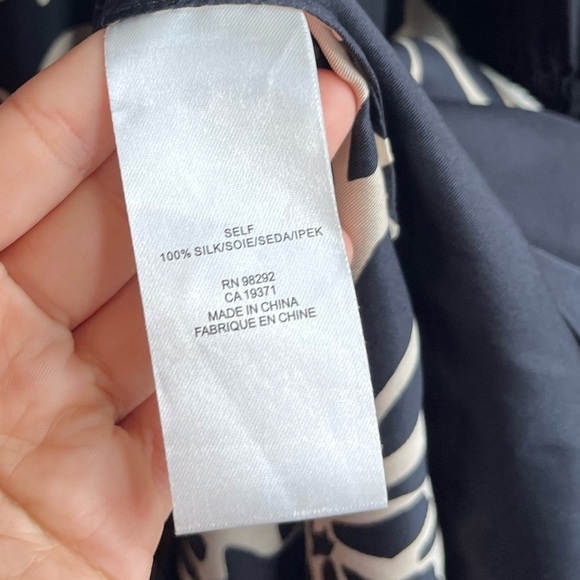 SELF
100% SILK/SOIE/SEDA/IPEK
RN 98292
CA 19371
MADE IN CHINA
FABRIQUE EN CHINE